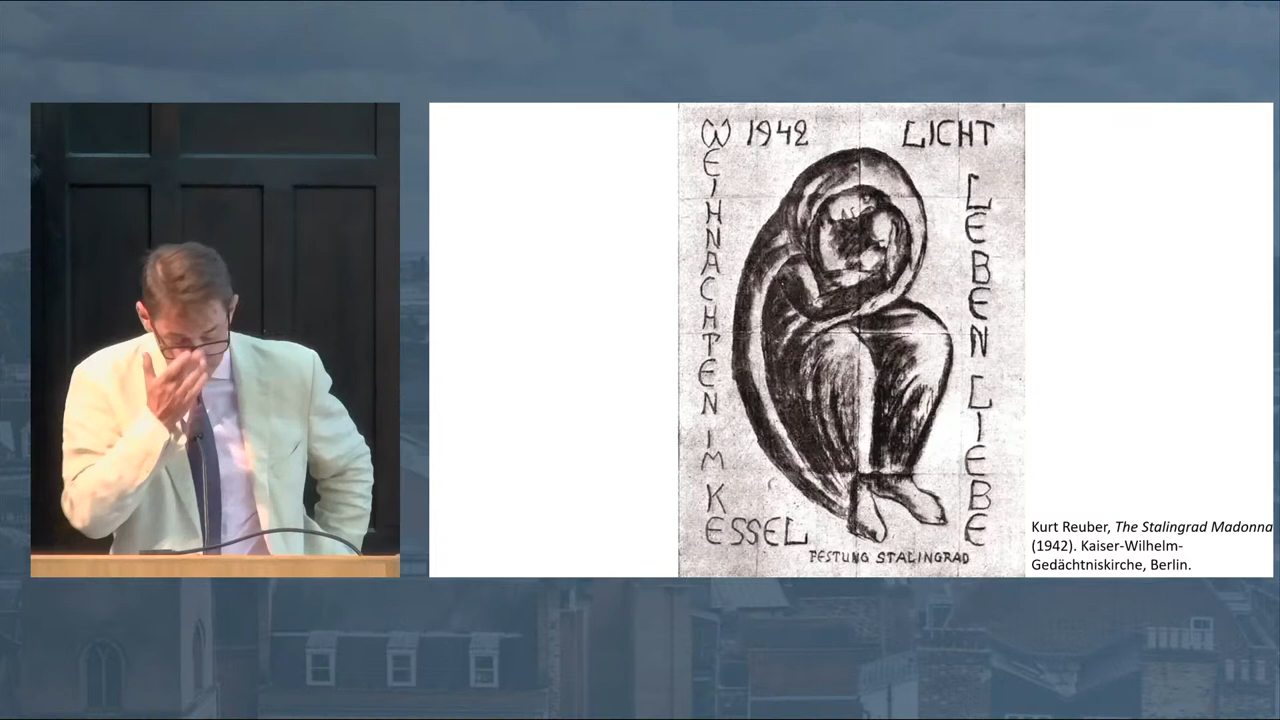 1942
LICHT
WEIHNACHTEN IM
KESSEL
LEBEN LIEBE
FESTUNG STALINGRAD
Kurt Reuber, The Stalingrad Madonna
(1942). Kaiser-Wilhelm-
Gedächtniskirche, Berlin.